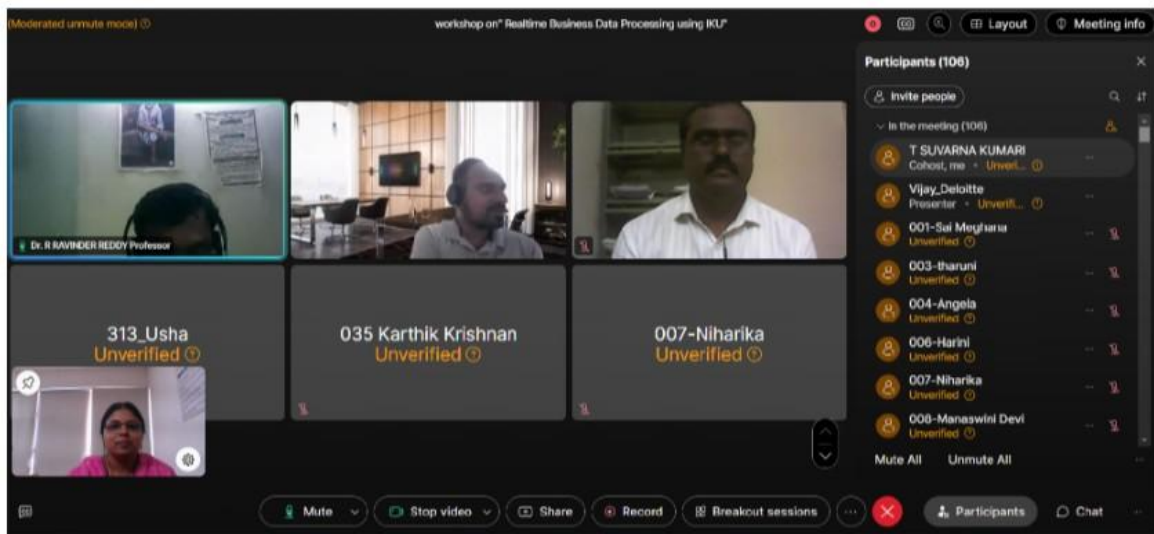 (Moderated unmute mode)
workshop on" Realtime Business Data Processing using IKU"
Layout
Meeting info
Participants (106)
Invite people
In the meeting (106)
T SUVARNA KUMARI
Cohost, me • Unveri...
Vijay_Deloitte
Presenter • Unverifi...
001-Sai Meghana
Unverified
003-tharuni
Unverified
004-Angela
Unverified
006-Harini
Unverified
007-Niharika
Unverified
008-Manaswini Devi
Unverified
Mute All Unmute All
Dr. R RAVINDER REDDY Professor
313_Usha
Unverified
035 Karthik Krishnan
Unverified
007-Niharika
Unverified
Mute
Stop video
Share
Record
Breakout sessions
Participants
Chat